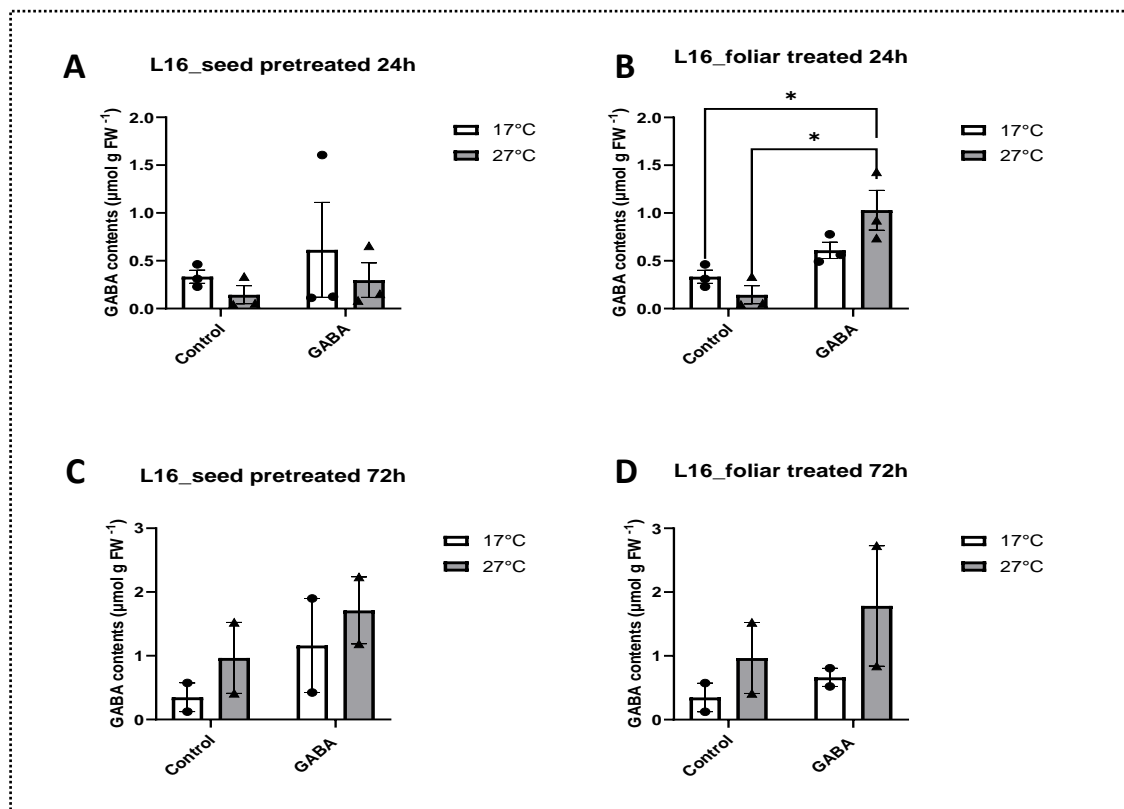 A
L16_seed pretreated 24h
GABA contents (µmol g FW -1)
2.0
1.5
1.0
0.5
0.0
Control
GABA
17°C
27°C
B
L16_foliar treated 24h
GABA contents (µmol g FW -1)
2.0
1.5
1.0
0.5
0.0
*
*
Control
GABA
17°C
27°C
C
L16_seed pretreated 72h
GABA contents (µmol g FW -1)
3
2
1
0
Control
GABA
17°C
27°C
D
L16_foliar treated 72h
GABA contents (µmol g FW -1)
3
2
1
0
Control
GABA
17°C
27°C